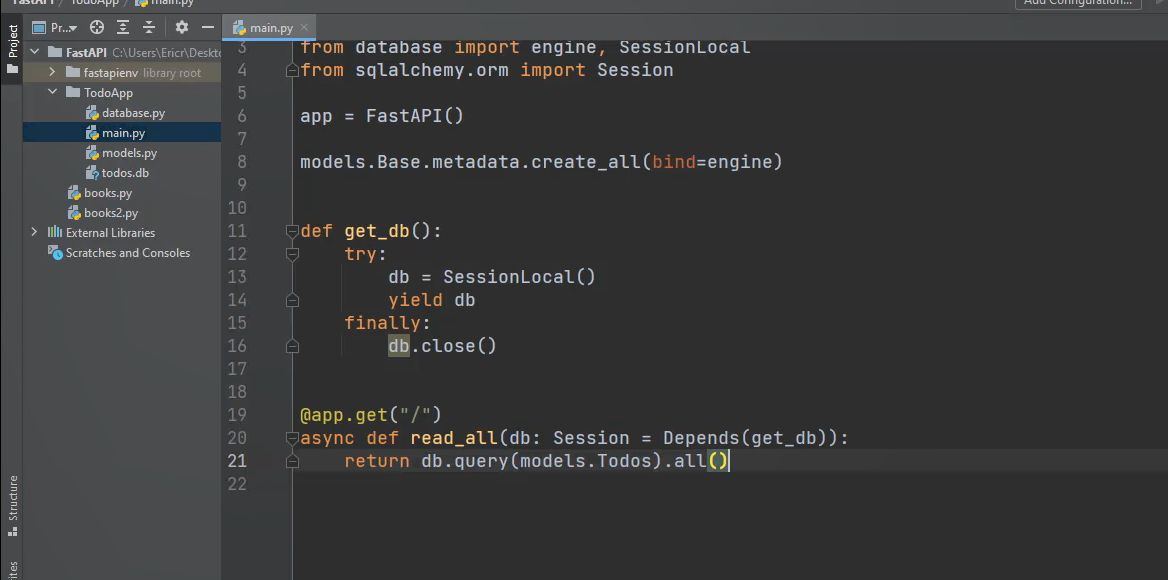 FastAPI TodoApp main.py
Add Configuration...
Project
Pr...
main.py
FastAPI C:\Users\Ericr\Deskto
fastapienv library root
TodoApp
database.py
main.py
models.py
todos.db
books.py
books2.py
External Libraries
Scratches and Consoles
Structure
3 from database import engine, SessionLocal
4 from sqlalchemy.orm import Session
5
6 app = FastAPI()
7
8 models.Base.metadata.create_all(bind=engine)
9
10
11 def get_db():
12 try:
13 db = SessionLocal()
14 yield db
15 finally:
16 db.close()
17
18
19 @app.get("/")
20 async def read_all(db: Session = Depends(get_db)):
21 return db.query(models.Todos).all()
22